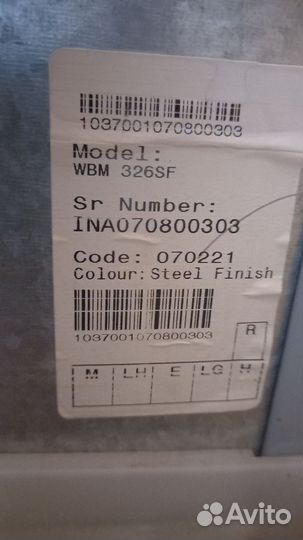 1037001070800303
Model:
WBM 326SF
Sr Number:
INA070800303
Code: 070221
Colour: Steel Finish
1037001070800303
R
M LH E LG H
Avito